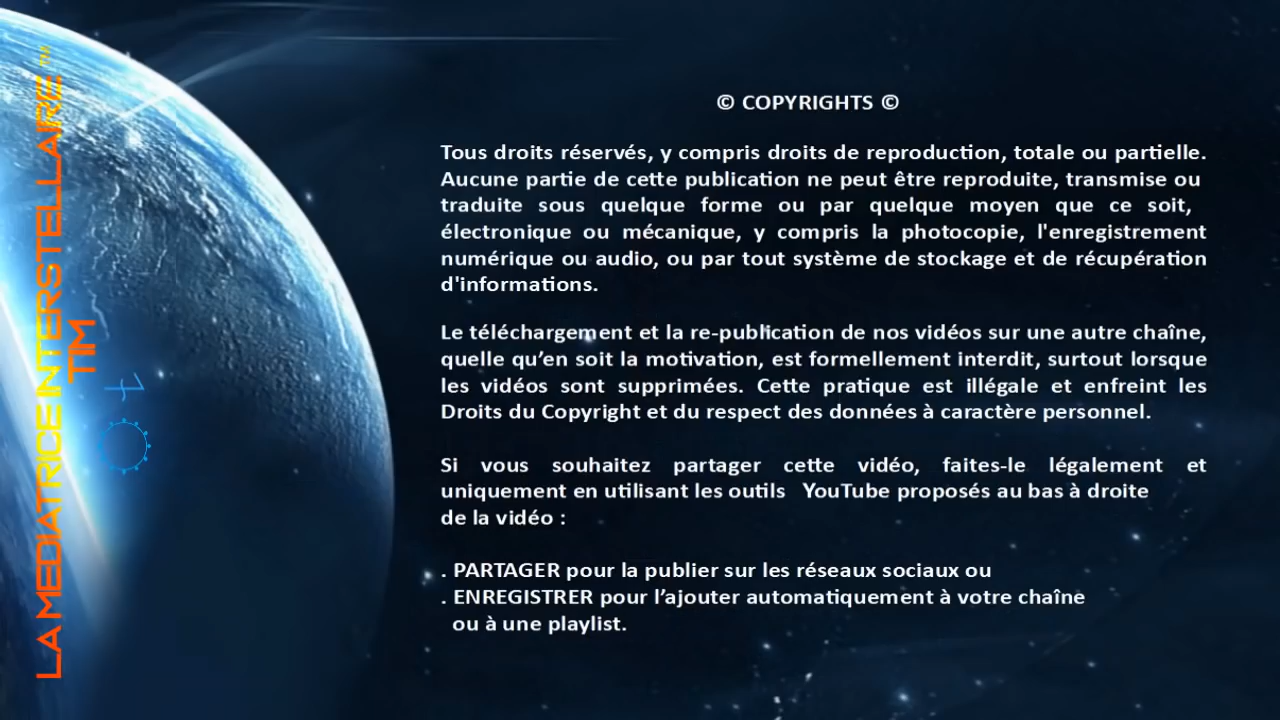 LA MEDIATRICE INTERSTELLAIRE™
TIM
© COPYRIGHTS ©
Tous droits réservés, y compris droits de reproduction, totale ou partielle.
Aucune partie de cette publication ne peut être reproduite, transmise ou
traduite sous quelque forme ou par quelque moyen que ce soit,
électronique ou mécanique, y compris la photocopie, l'enregistrement
numérique ou audio, ou par tout système de stockage et de récupération
d'informations.
Le téléchargement et la re-publication de nos vidéos sur une autre chaîne,
quelle qu’en soit la motivation, est formellement interdit, surtout lorsque
les vidéos sont supprimées. Cette pratique est illégale et enfreint les
Droits du Copyright et du respect des données à caractère personnel.
Si vous souhaitez partager cette vidéo, faites-le légalement et
uniquement en utilisant les outils YouTube proposés au bas à droite
de la vidéo :
. PARTAGER pour la publier sur les réseaux sociaux ou
. ENREGISTRER pour l’ajouter automatiquement à votre chaîne
ou à une playlist.